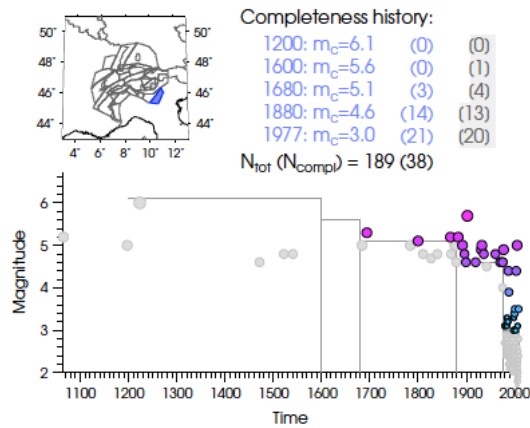 Completeness history:
1200: mc=6.1 (0) (0)
1600: mc=5.6 (0) (1)
1680: mc=5.1 (3) (4)
1880: mc=4.6 (14) (13)
1977: mc=3.0 (21) (20)
Ntot (Ncompl) = 189 (38)
50° 50°
48° 48°
46° 46°
44° 44°
4° 6° 8° 10° 12°
Magnitude
6
5
4
3
2
1100 1200 1300 1400 1500 1600 1700 1800 1900 2000
Time